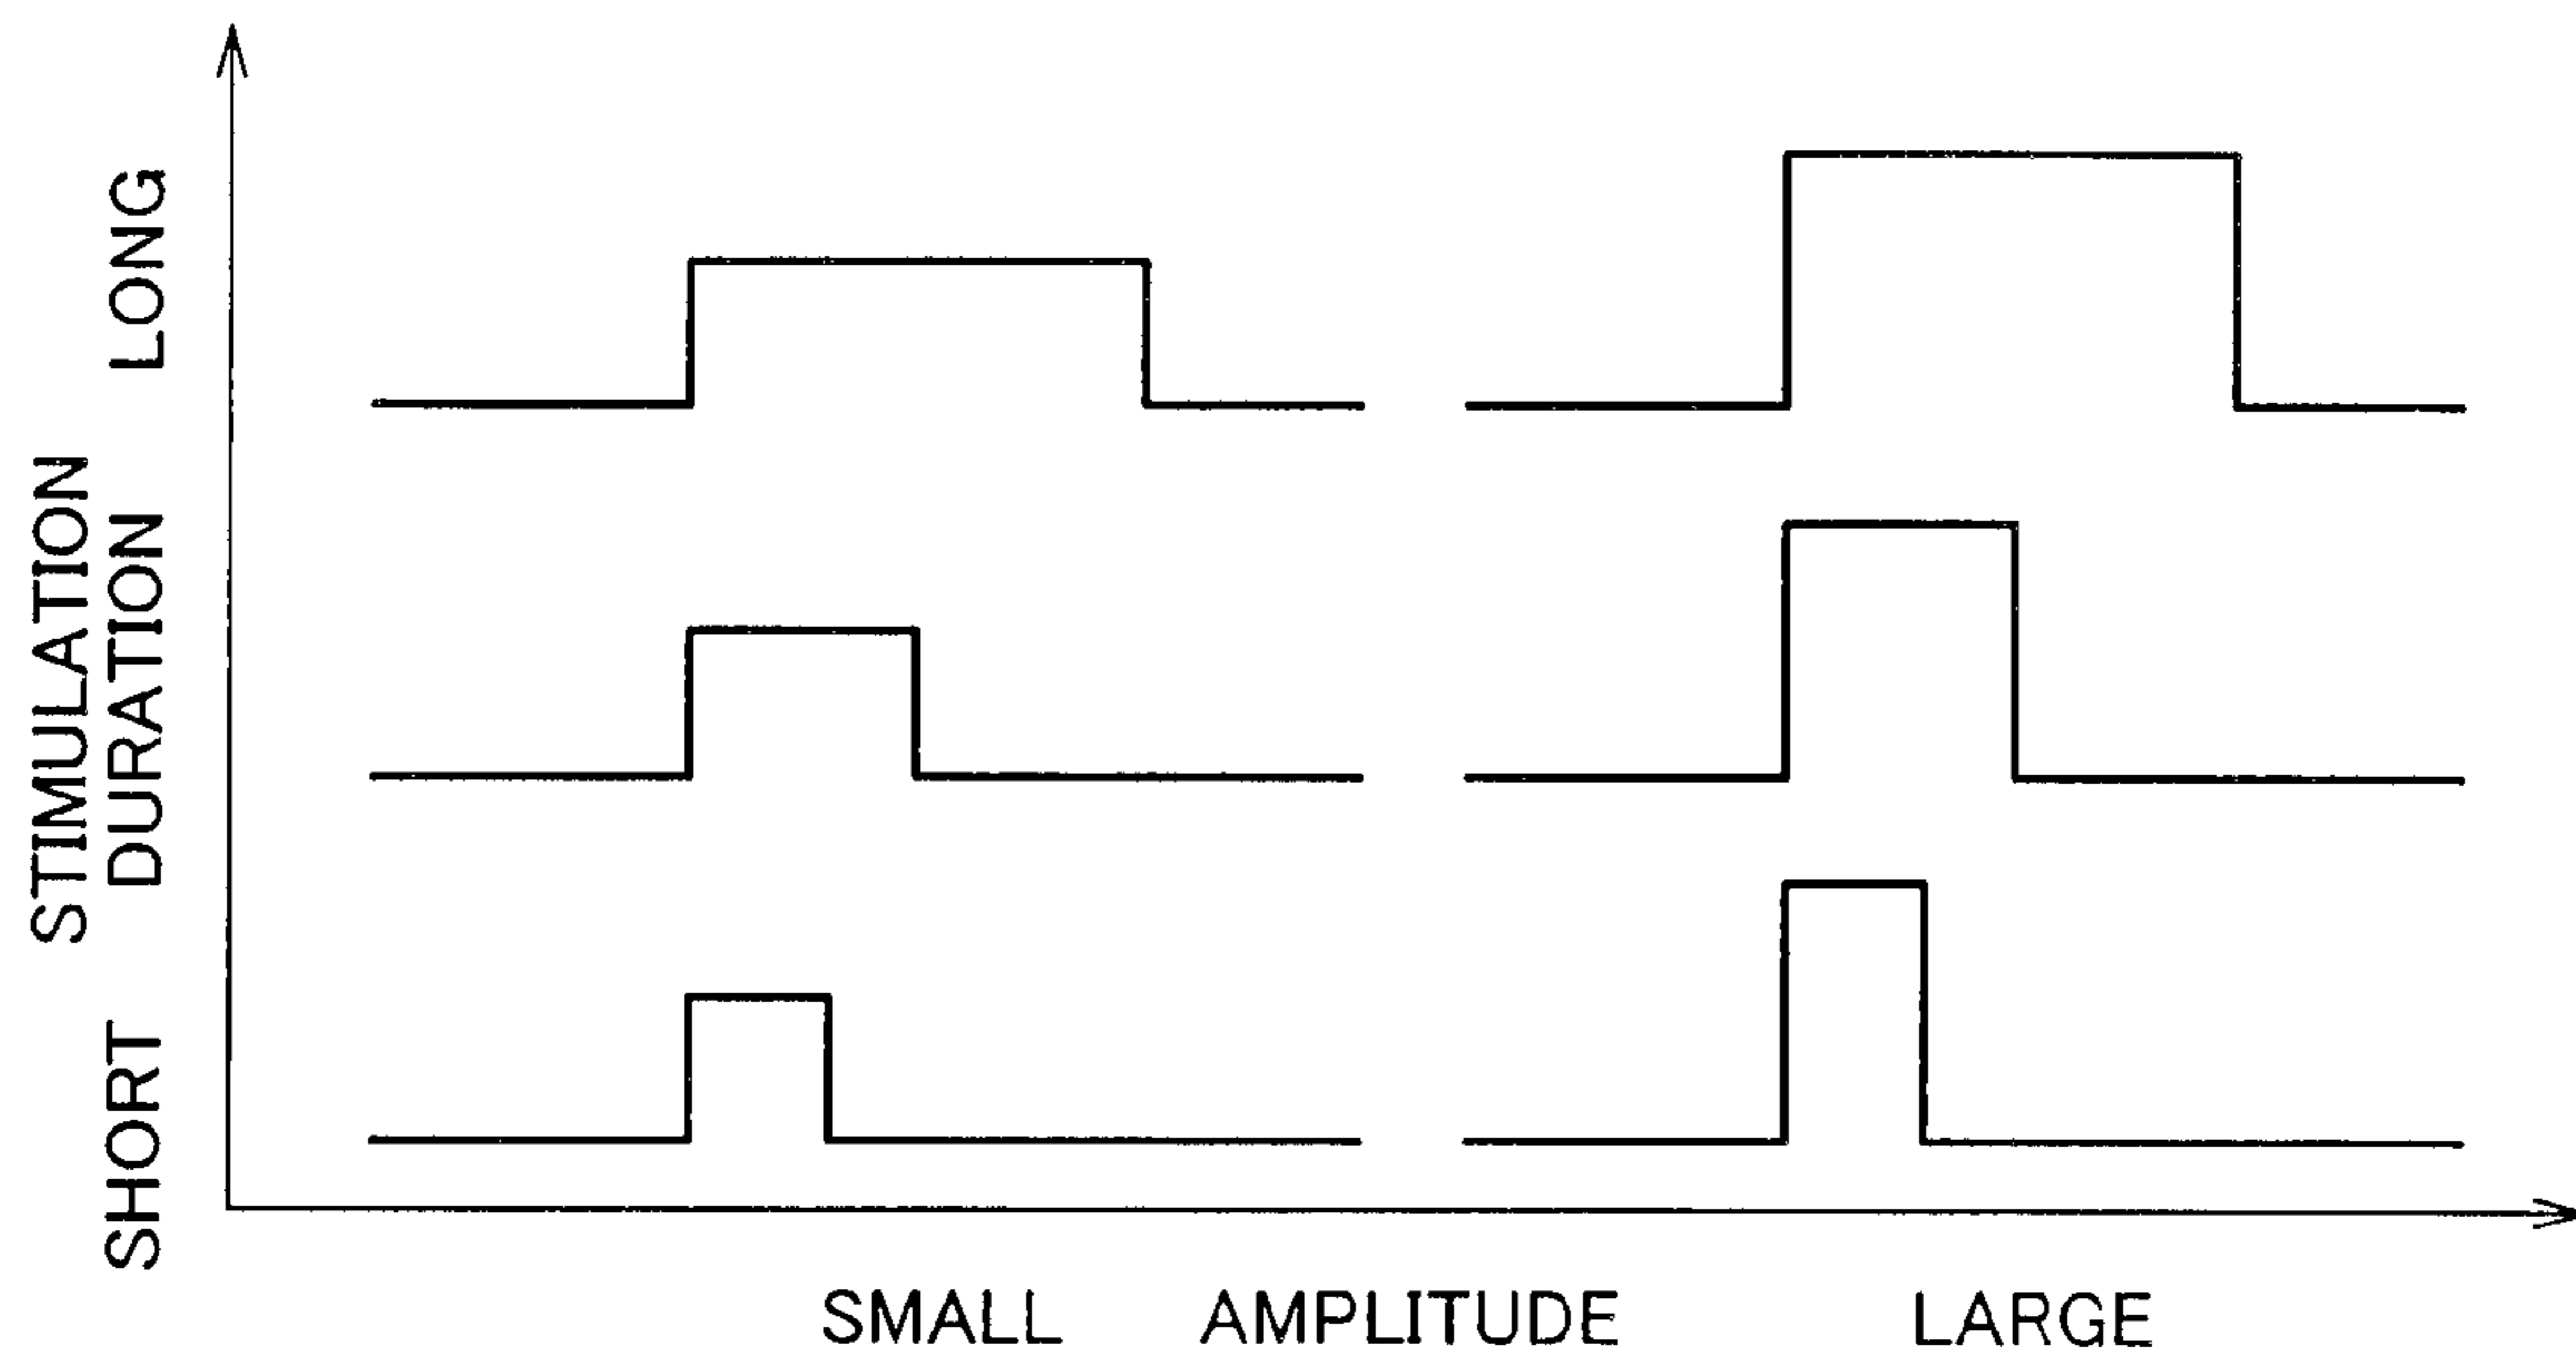 LONG
STIMULATION
DURATION
SHORT
SMALL AMPLITUDE LARGE